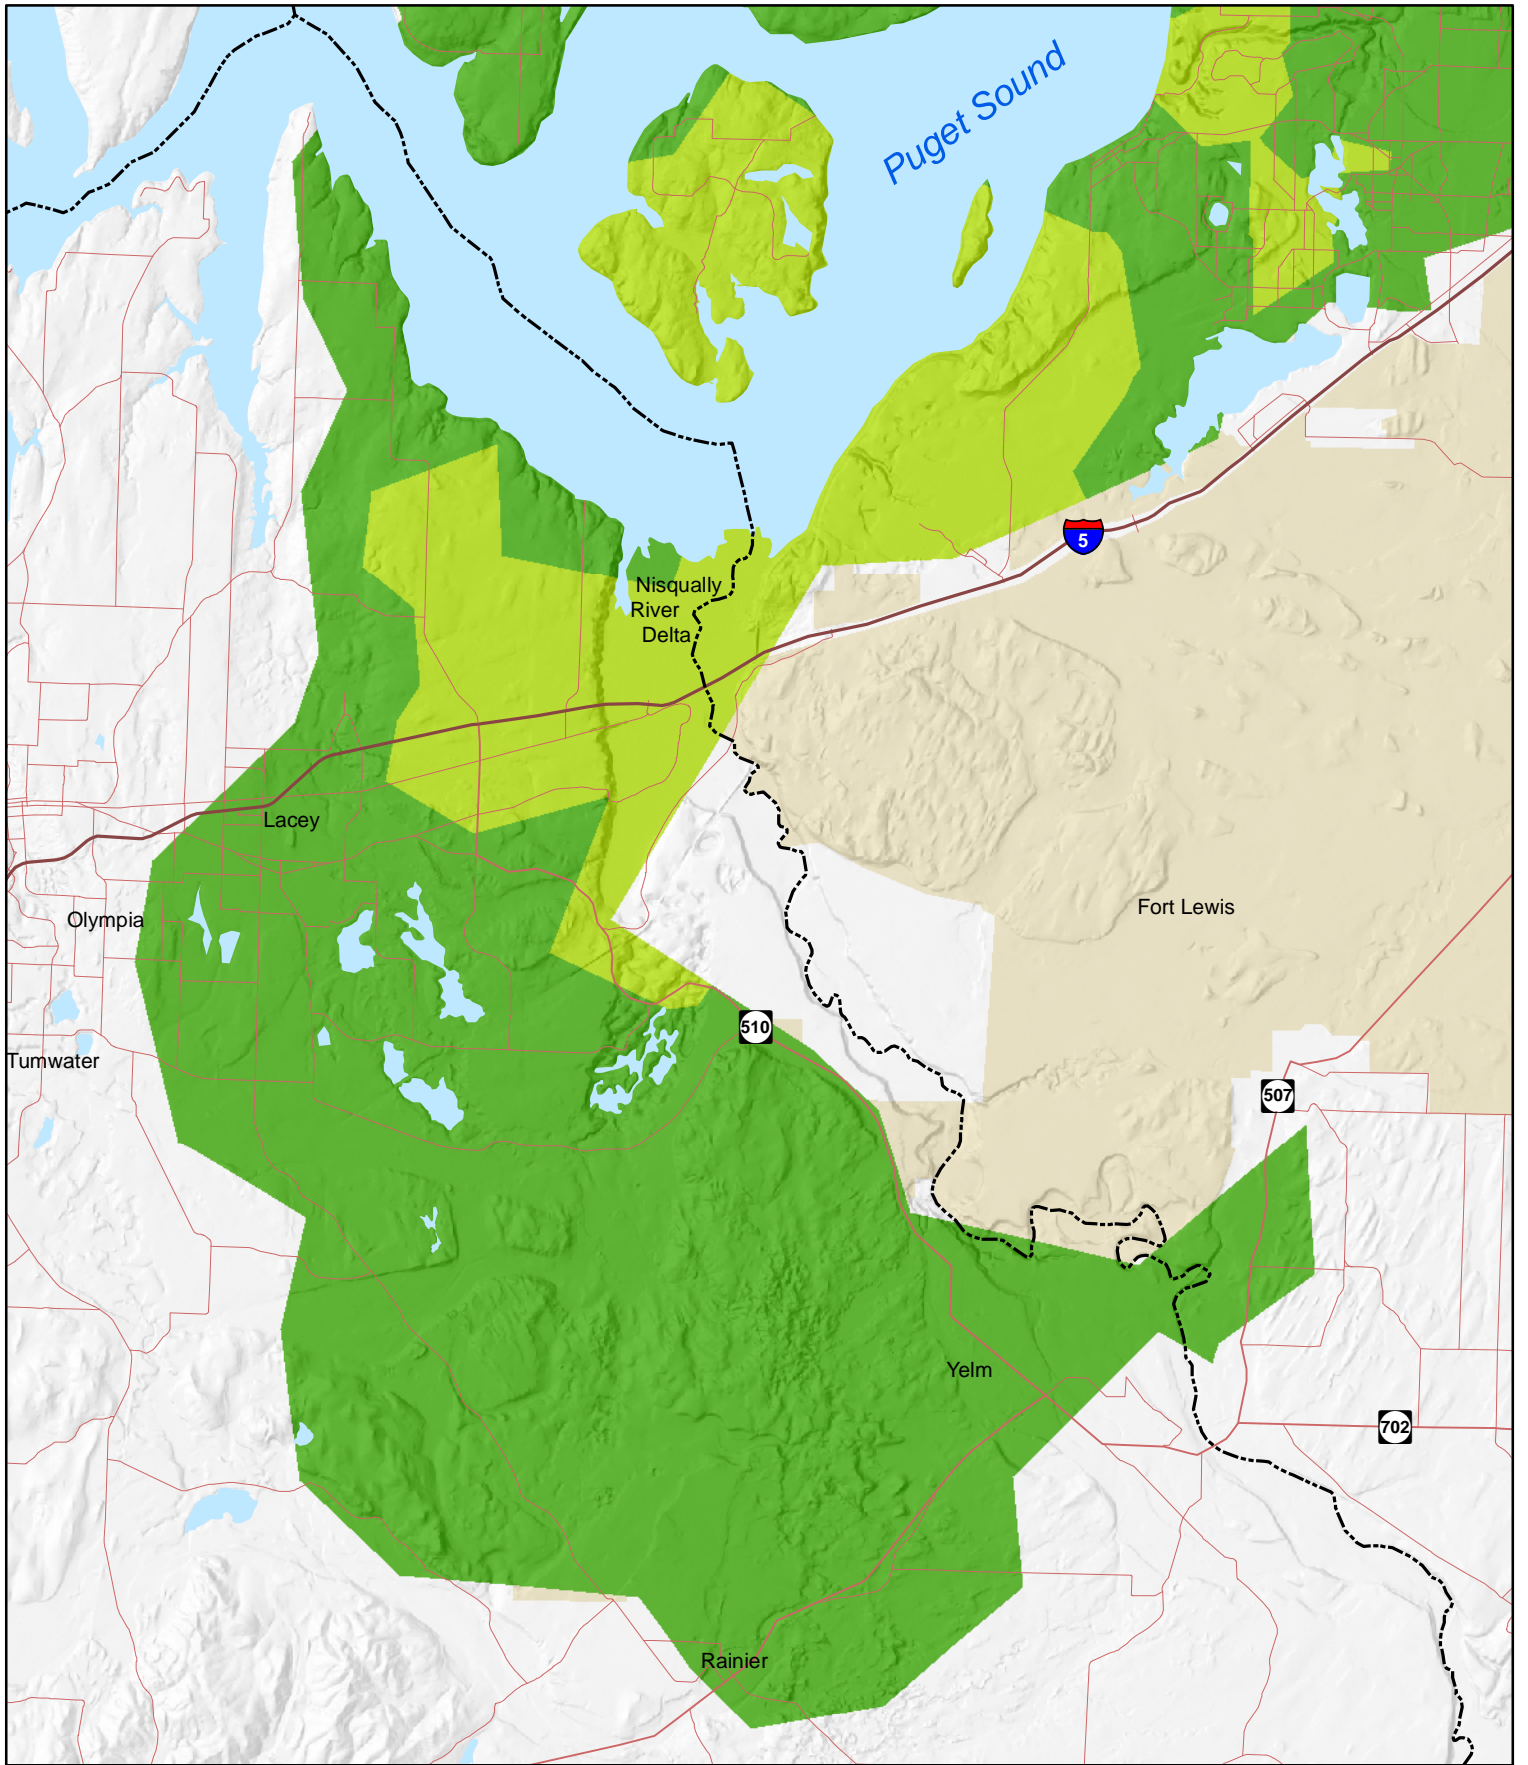 Puget Sound
5
Nisqually
River
Delta
Lacey
Fort Lewis
Olympia
510
Tumwater
507
Yelm
702
Rainier